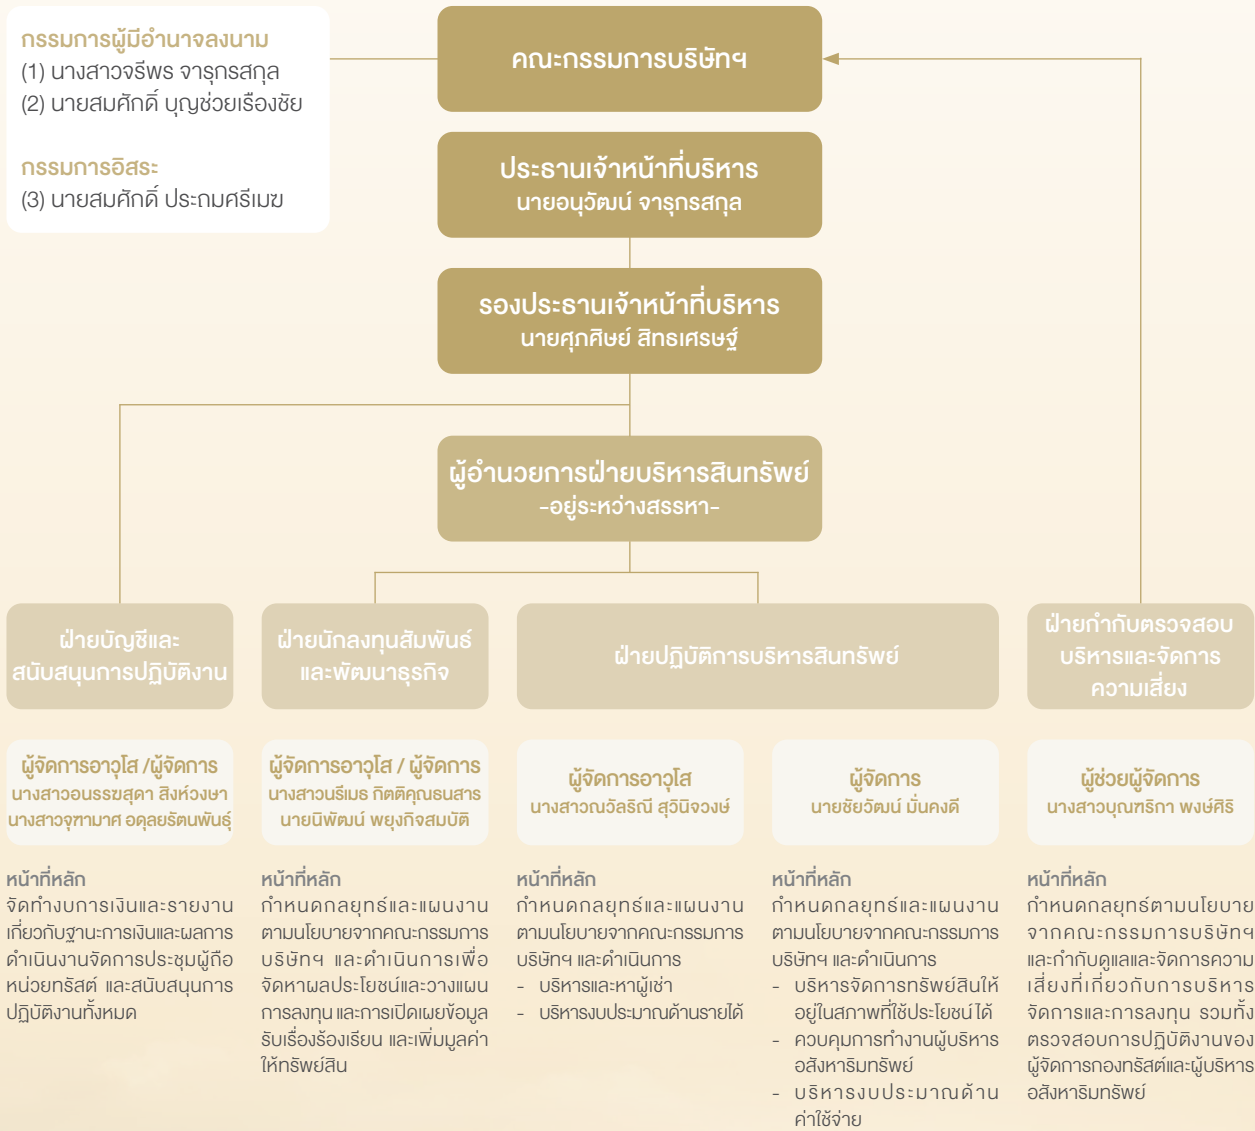 กรรมการผู้มีอำนาจลงนาม
(1) นางสาวจรีพร จารุกรสกุล
(2) นายสมศักดิ์ บุญช่วยเรืองชัย
กรรมการอิสระ
(3) นายสมศักดิ์ ประถมศรีเมฆ
คณะกรรมการบริษัทฯ
ประธานเจ้าหน้าที่บริหาร
นายอนุวัฒน์ จารุกรสกุล
รองประธานเจ้าหน้าที่บริหาร
นายศุภศิษย์ สิทธเศรษฐ์
ผู้อำนวยการฝ่ายบริหารสินทรัพย์
-อยู่ระหว่างสรรหา-
ฝ่ายบัญชีและ
สนับสนุนการปฏิบัติงาน
ผู้จัดการอาวุโส /ผู้จัดการ
นางสาวอนรรฆสุดา สิงห์วงษา
นางสาวจุฑามาศ อดุลยรัตนพันธุ์
หน้าที่หลัก
จัดทำงบการเงินและรายงาน
เกี่ยวกับฐานะการเงินและผลการ
ดำเนินงานจัดการประชุมผู้ถือ
หน่วยทรัสต์ และสนับสนุนการ
ปฏิบัติงานทั้งหมด
ฝ่ายนักลงทุนสัมพันธ์
และพัฒนาธุรกิจ
ผู้จัดการอาวุโส / ผู้จัดการ
นางสาวนรีเมธ กิตติคุณธนสาร
นายนิพัฒน์ พยุงกิจสมบัติ
หน้าที่หลัก
กำหนดกลยุทธ์และแผนงาน
ตามนโยบายจากคณะกรรมการ
บริษัทฯ และดำเนินการเพื่อ
จัดหาผลประโยชน์และวางแผน
การลงทุน และการเปิดเผยข้อมูล
รับเรื่องร้องเรียน และเพิ่มมูลค่า
ให้ทรัพย์สิน
ฝ่ายปฏิบัติการบริหารสินทรัพย์
ผู้จัดการอาวุโส
นางสาวณวัลริณี สุวินิจวงษ์
หน้าที่หลัก
กำหนดกลยุทธ์และแผนงาน
ตามนโยบายจากคณะกรรมการ
บริษัทฯ และดำเนินการ
- บริหารและหาผู้เช่า
- บริหารงบประมาณด้านรายได้
ผู้จัดการ
นายชัยวัฒน์ มั่นคงดี
หน้าที่หลัก
กำหนดกลยุทธ์และแผนงาน
ตามนโยบายจากคณะกรรมการ
บริษัทฯ และดำเนินการ
- บริหารจัดการทรัพย์สินให้
อยู่ในสภาพที่ใช้ประโยชน์ได้
- ควบคุมการทำงานผู้บริหาร
อสังหาริมทรัพย์
- บริหารงบประมาณด้าน
ค่าใช้จ่าย
ฝ่ายกำกับตรวจสอบ
บริหารและจัดการ
ความเสี่ยง
ผู้ช่วยผู้จัดการ
นางสาวบุณฑริกา พงษ์ศิริ
หน้าที่หลัก
กำหนดกลยุทธ์ตามนโยบาย
จากคณะกรรมการบริษัทฯ
และกำกับดูแลและจัดการความ
เสี่ยงที่เกี่ยวกับการบริหาร
จัดการและการลงทุน รวมทั้ง
ตรวจสอบการปฏิบัติงานของ
ผู้จัดการกองทรัสต์และผู้บริหาร
อสังหาริมทรัพย์